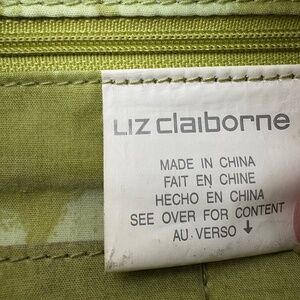 LIZ claiborne
MADE IN CHINA
FAIT EN CHINE
HECHO EN CHINA
SEE OVER FOR CONTENT
AU VERSO ↓